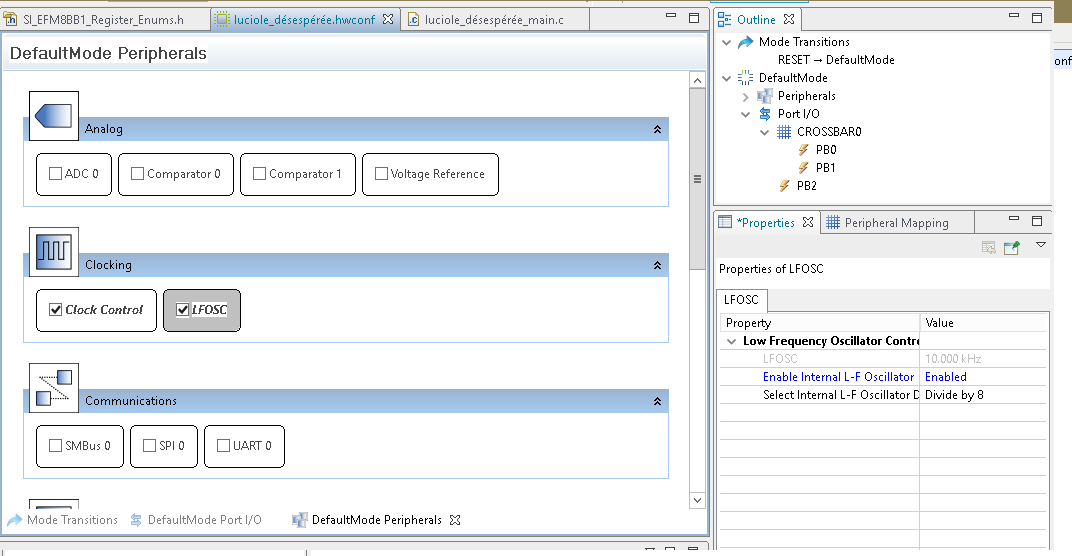 SI_EFM8BB1_Register_Enums.h
luciole_désespérée.hwconf
luciole_désespérée_main.c
DefaultMode Peripherals
Analog
ADC 0
Comparator 0
Comparator 1
Voltage Reference
Clocking
Clock Control
LFOSC
Communications
SMBus 0
SPI 0
UART 0
Mode Transitions
DefaultMode Port I/O
DefaultMode Peripherals
Outline
Mode Transitions
RESET → DefaultMode
DefaultMode
Peripherals
Port I/O
CROSSBAR0
PB0
PB1
PB2
*Properties
Peripheral Mapping
Properties of LFOSC
LFOSC
Property Value
Low Frequency Oscillator Contro
LFOSC 10.000 kHz
Enable Internal L-F Oscillator Enabled
Select Internal L-F Oscillator D Divide by 8
onf